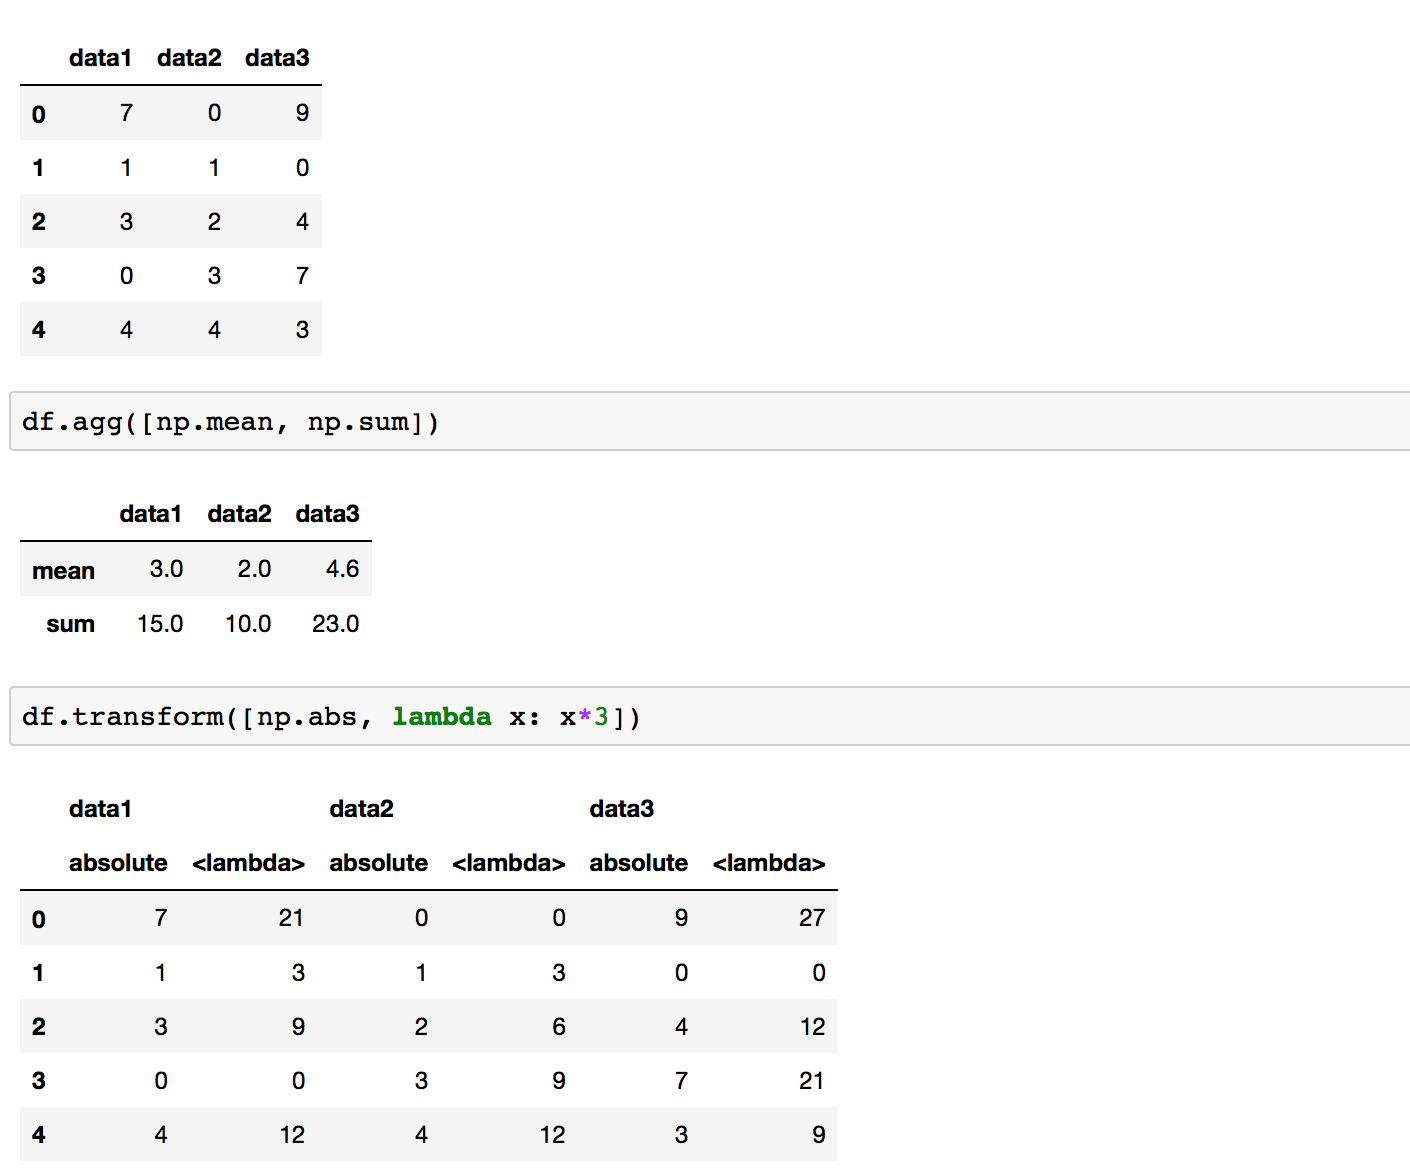 data1 data2 data3
0 7 0 9
1 1 1 0
2 3 2 4
3 0 3 7
4 4 4 3
df.agg([np.mean, np.sum])
data1 data2 data3
mean 3.0 2.0 4.6
sum 15.0 10.0 23.0
df.transform([np.abs, lambda x: x*3])
data1 data2 data3
absolute <lambda> absolute <lambda> absolute <lambda>
0 7 21 0 0 9 27
1 1 3 1 3 0 0
2 3 9 2 6 4 12
3 0 0 3 9 7 21
4 4 12 4 12 3 9